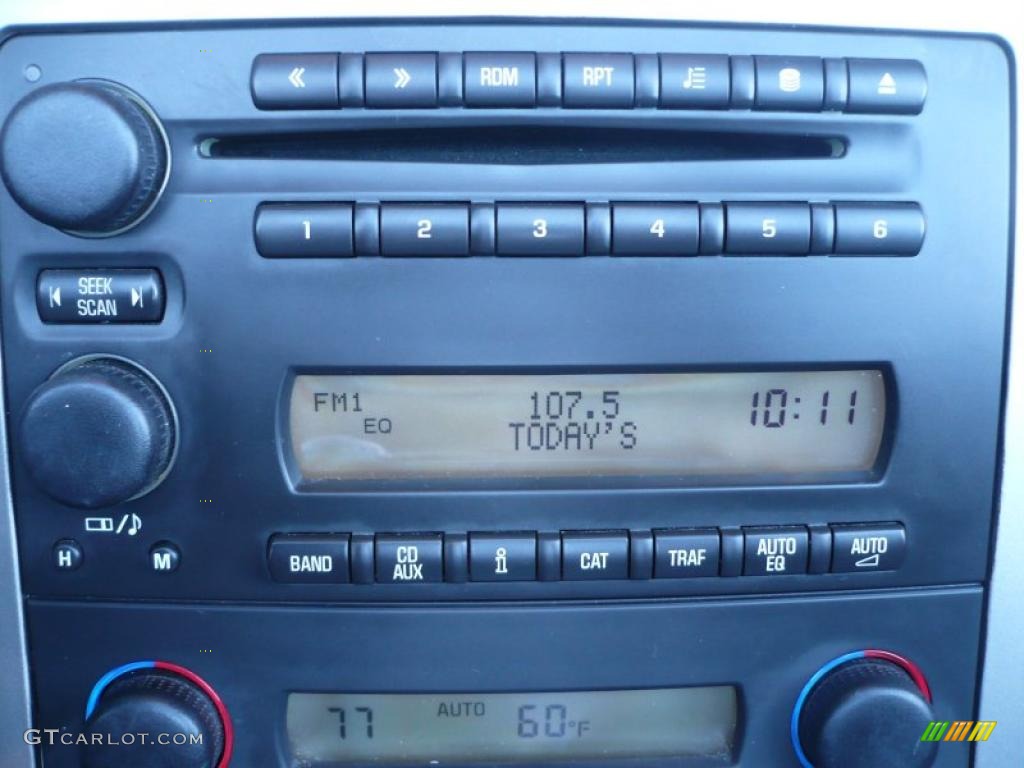 RDM RPT
1 2 3 4 5 6
SEEK
SCAN
FM1 107.5 10:11
EQ TODAY'S
H M
BAND CD AUX i CAT TRAF AUTO EQ AUTO
77 AUTO 60°F
GTCARLOT.COM